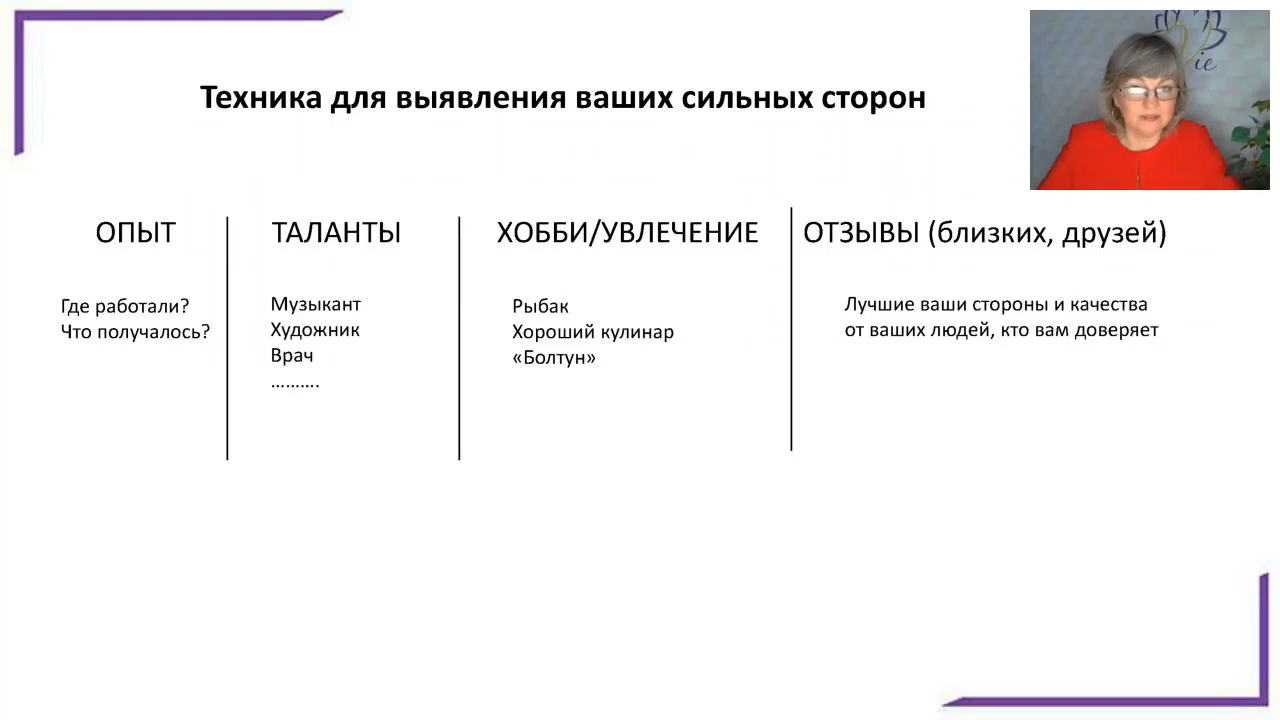 Техника для выявления ваших сильных сторон
ОПЫТ
Где работали?
Что получалось?
ТАЛАНТЫ
Музыкант
Художник
Врач
……….
ХОББИ/УВЛЕЧЕНИЕ
Рыбак
Хороший кулинар
«Болтун»
ОТЗЫВЫ (близких, друзей)
Лучшие ваши стороны и качества
от ваших людей, кто вам доверяет